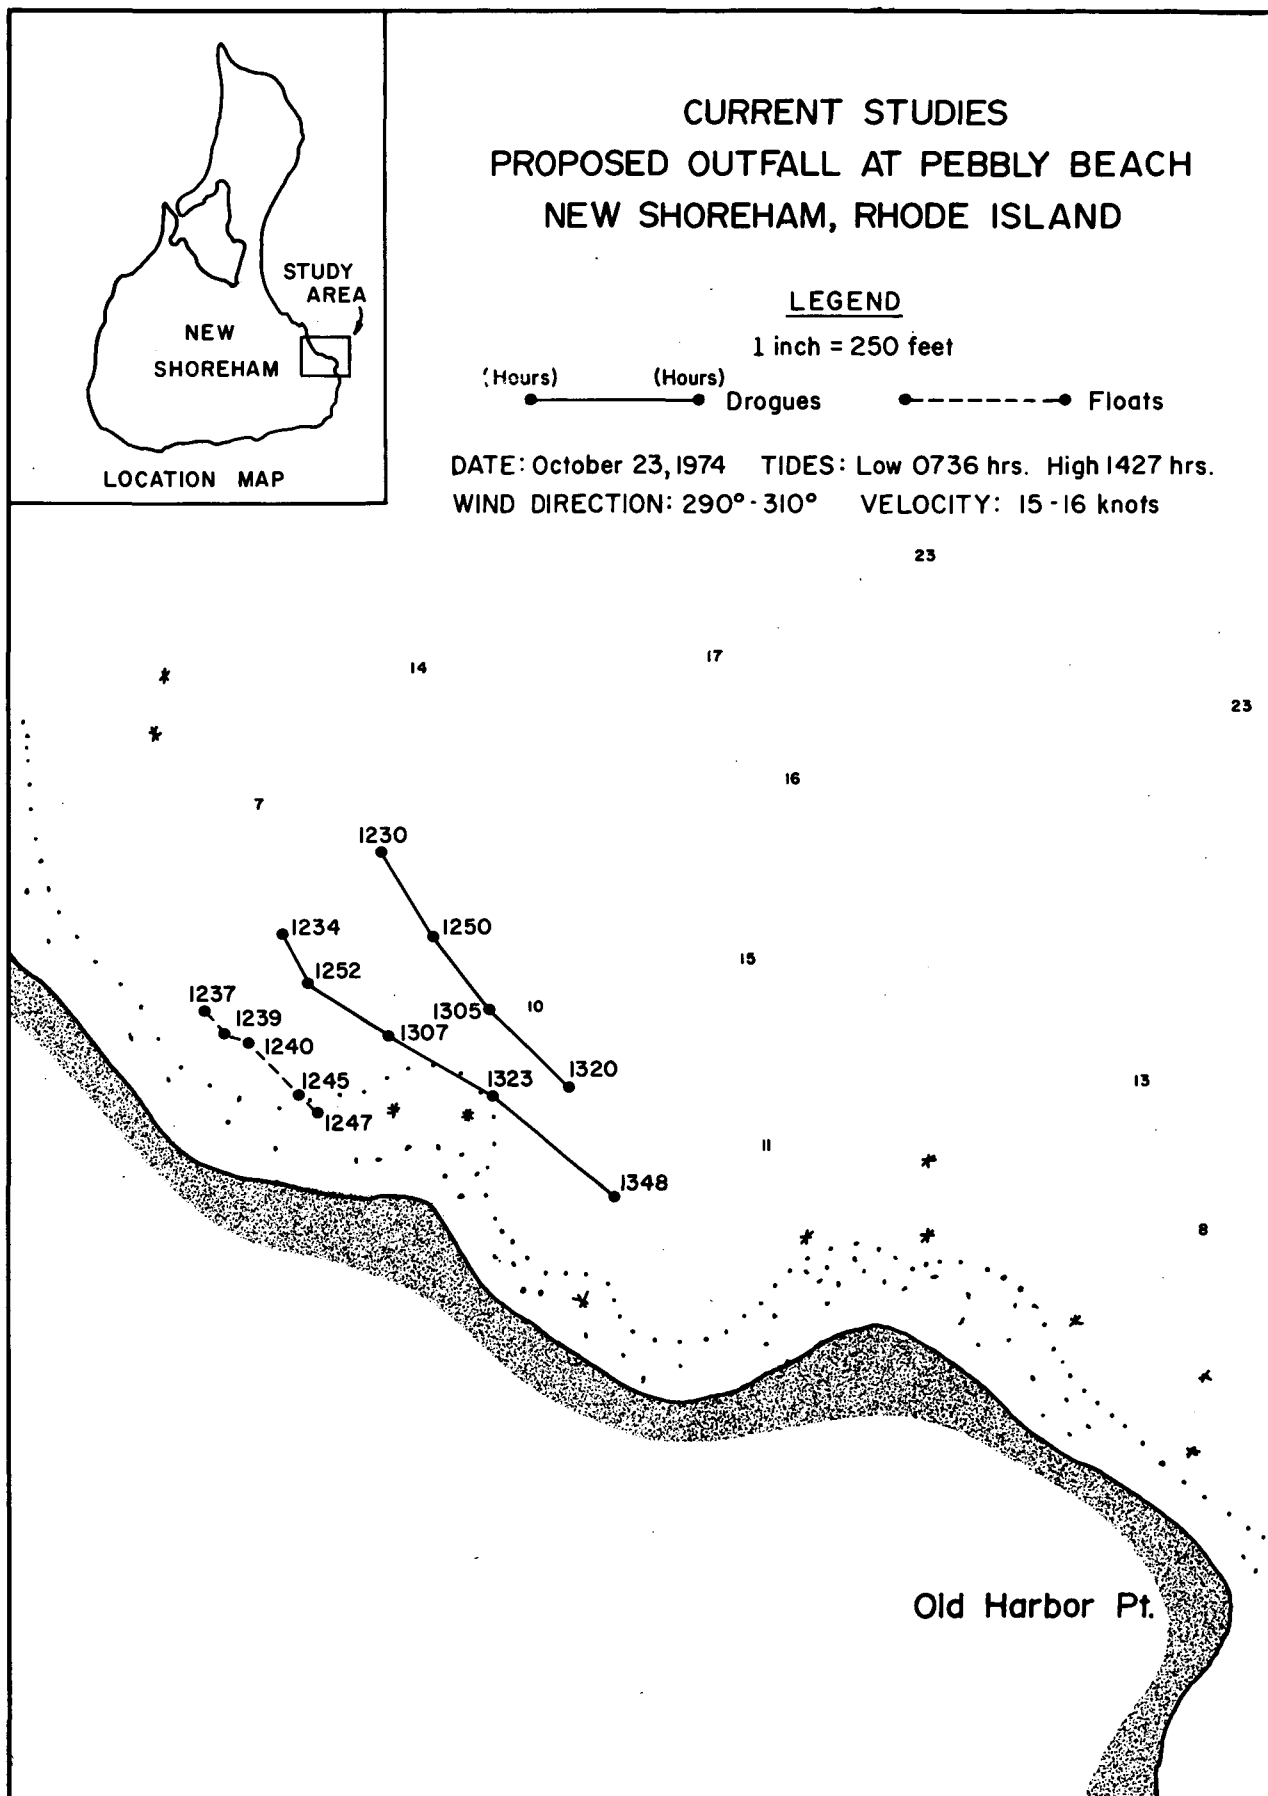 CURRENT STUDIES
PROPOSED OUTFALL AT PEBBLY BEACH
NEW SHOREHAM, RHODE ISLAND
STUDY
AREA
NEW
SHOREHAM
LOCATION MAP
LEGEND
1 inch = 250 feet
(Hours) (Hours) Drogues Floats
DATE: October 23, 1974 TIDES: Low 0736 hrs. High 1427 hrs.
WIND DIRECTION: 290° - 310° VELOCITY: 15 - 16 knots
23
17
14
23
16
7
1230
1250
1234
15
1252
1237
1305
10
1239
1307
1240
1320
13
1245
1323
1247
11
1348
8
Old Harbor Pt.